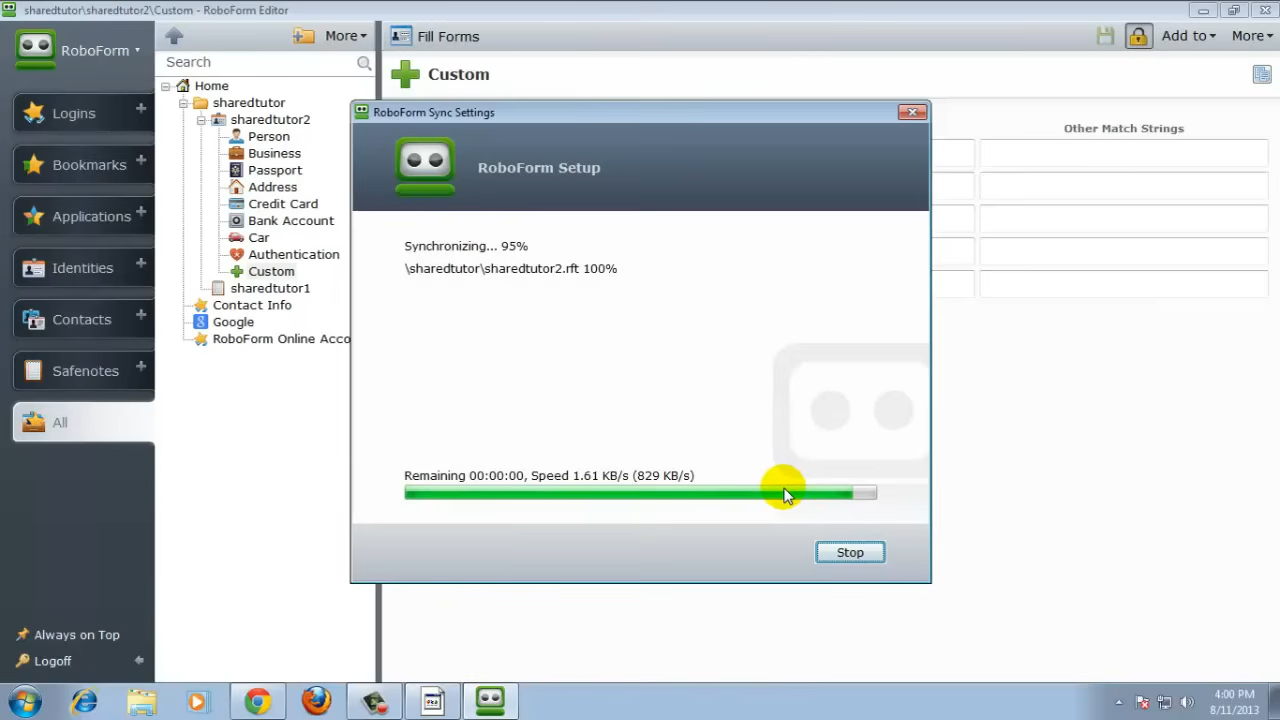 sharedtutor\sharedtutor2\Custom - RoboForm Editor
RoboForm
More
Fill Forms
Add to
More
Search
Custom
Logins
Bookmarks
Applications
Identities
Contacts
Safenotes
All
Home
sharedtutor
sharedtutor2
Person
Business
Passport
Address
Credit Card
Bank Account
Car
Authentication
Custom
sharedtutor1
Contact Info
Google
RoboForm Online Acco
Other Match Strings
RoboForm Sync Settings
RoboForm Setup
Synchronizing... 95%
\sharedtutor\sharedtutor2.rft 100%
Remaining 00:00:00, Speed 1.61 KB/s (829 KB/s)
Stop
Always on Top
Logoff
4:00 PM
8/11/2013